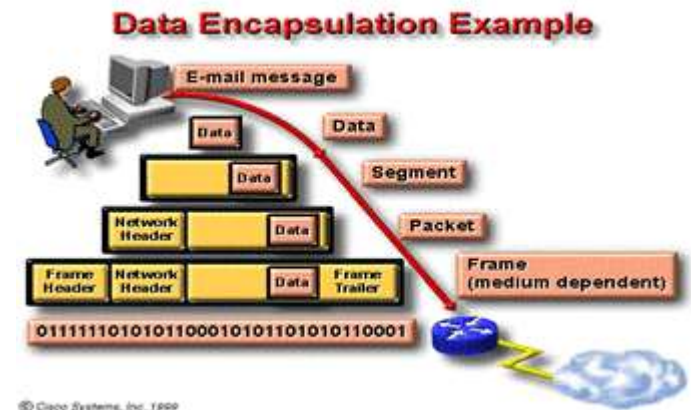 Data Encapsulation Example
E-mail message
Data
Data
Data
Segment
Network
Header
Data
Packet
Frame
Header
Network
Header
Data
Frame
Trailer
Frame
(medium dependent)
0111111010101100010101101010110001
© Cisco Systems, Inc. 1999